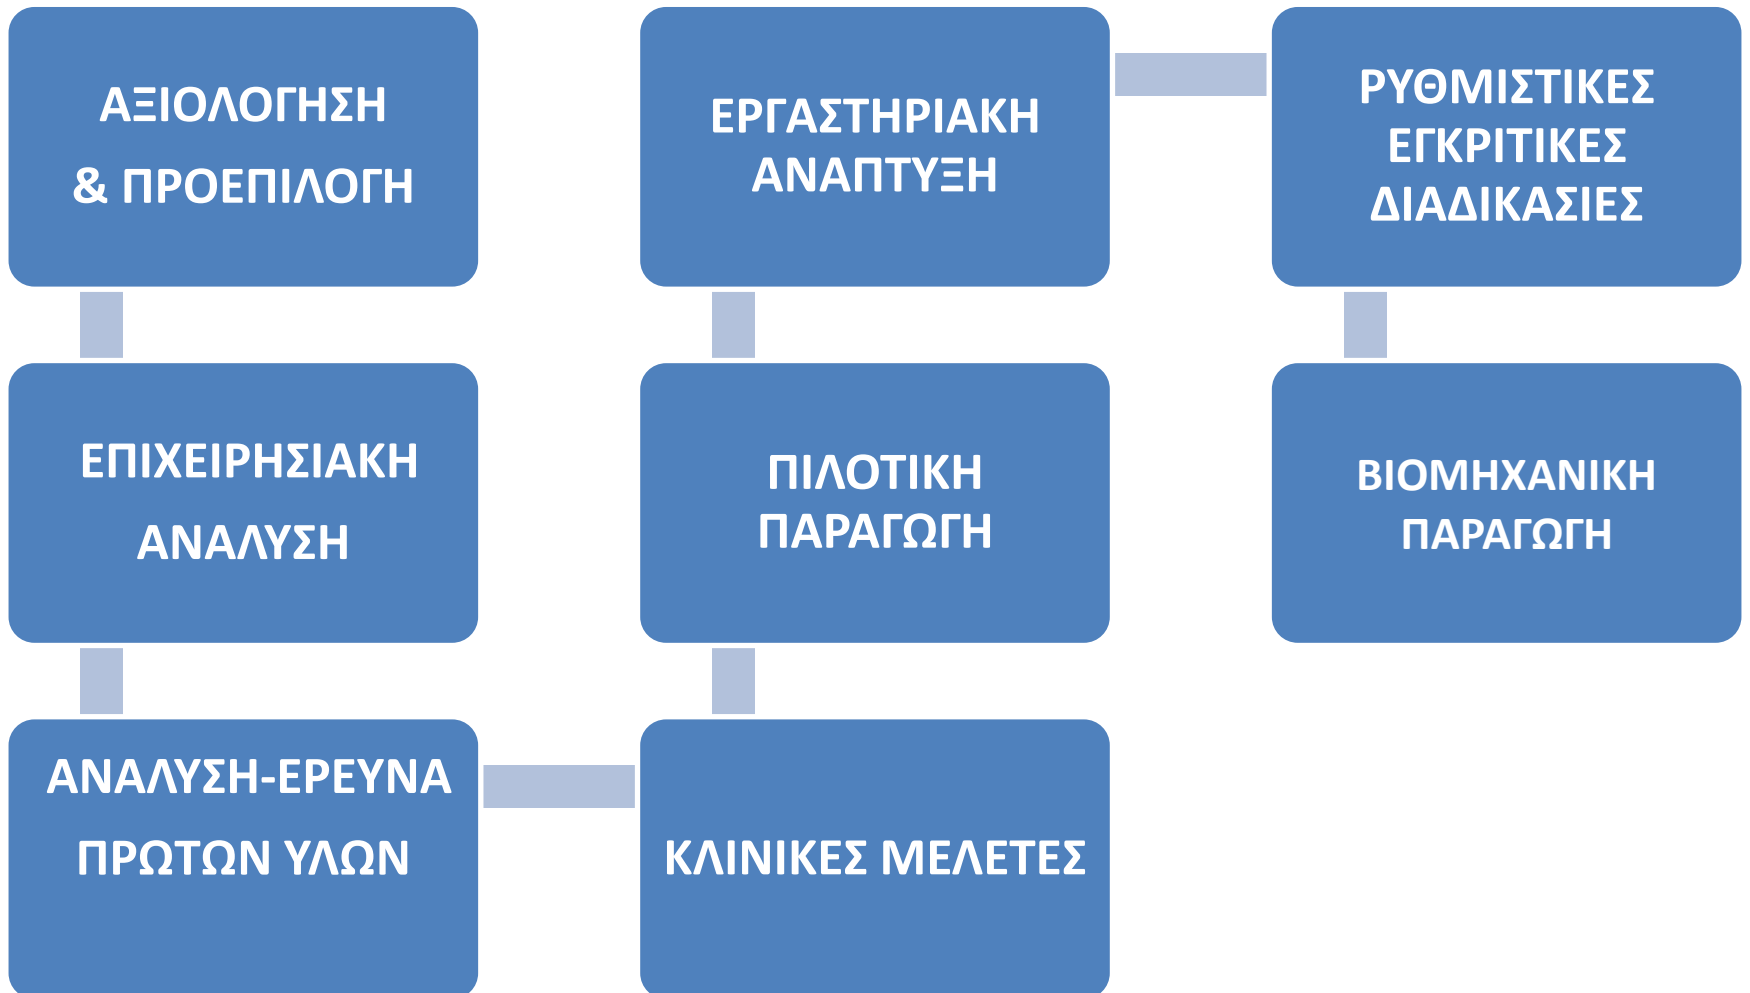 ΑΞΙΟΛΟΓΗΣΗ
& ΠΡΟΕΠΙΛΟΓΗ
ΕΠΙΧΕΙΡΗΣΙΑΚΗ
ΑΝΑΛΥΣΗ
ΑΝΑΛΥΣΗ-ΕΡΕΥΝΑ
ΠΡΩΤΩΝ ΥΛΩΝ
ΚΛΙΝΙΚΕΣ ΜΕΛΕΤΕΣ
ΠΙΛΟΤΙΚΗ
ΠΑΡΑΓΩΓΗ
ΕΡΓΑΣΤΗΡΙΑΚΗ
ΑΝΑΠΤΥΞΗ
ΡΥΘΜΙΣΤΙΚΕΣ
ΕΓΚΡΙΤΙΚΕΣ
ΔΙΑΔΙΚΑΣΙΕΣ
ΒΙΟΜΗΧΑΝΙΚΗ
ΠΑΡΑΓΩΓΗ